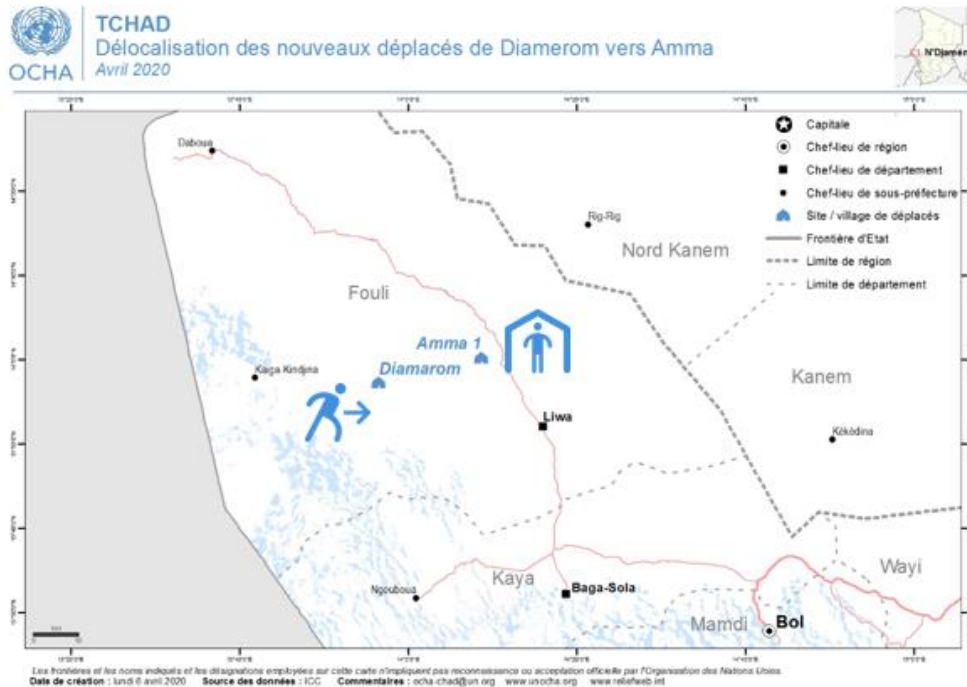 OCHA
TCHAD
Délocalisation des nouveaux déplacés de Diamerom vers Amma
Avril 2020
N'Djamena
Capitale
Chef-lieu de région
Chef-lieu de département
Chef-lieu de sous-préfecture
Site / village de déplacés
Frontière d'Etat
Limite de région
Limite de département
Daboua
Rig-Rig
Nord Kanem
Fouli
Amma 1
Diamarom
Kaiga Kindjiria
Kanem
Liwa
Kékédina
Wayi
Kaya
Ngouboua
Baga-Sola
Mamdi
Bol
Les frontières et les noms indiqués et les désignations employées sur cette carte n'impliquent pas reconnaissance ou acceptation officielle par l'Organisation des Nations Unies.
Date de création : lundi 6 avril 2020 Source des données : ICC Commentaires : ocha-chad@un.org www.unocha.org www.reliefweb.int